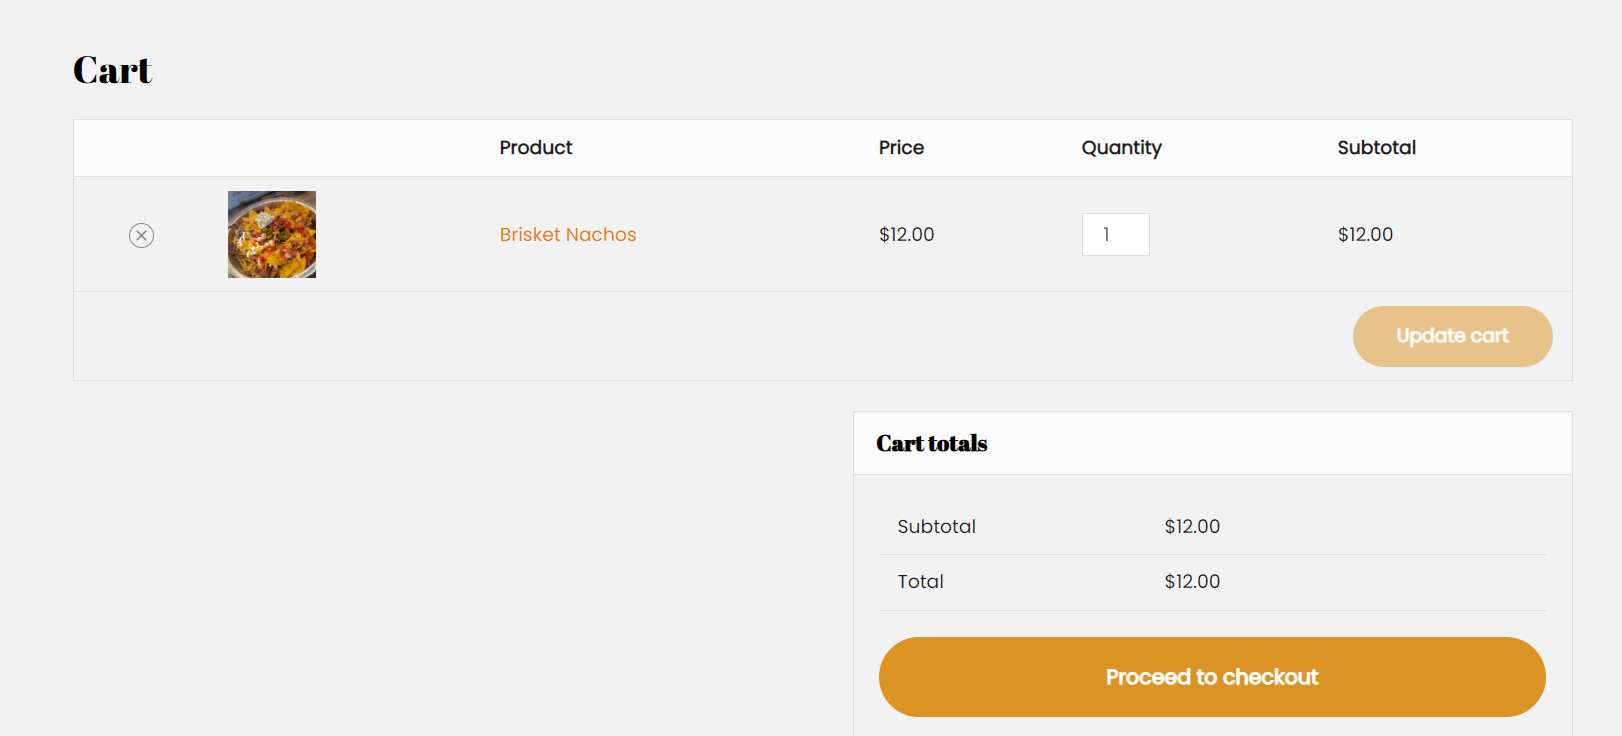 Cart
Product Price Quantity Subtotal
Brisket Nachos $12.00 1 $12.00
Update cart
Cart totals
Subtotal $12.00
Total $12.00
Proceed to checkout